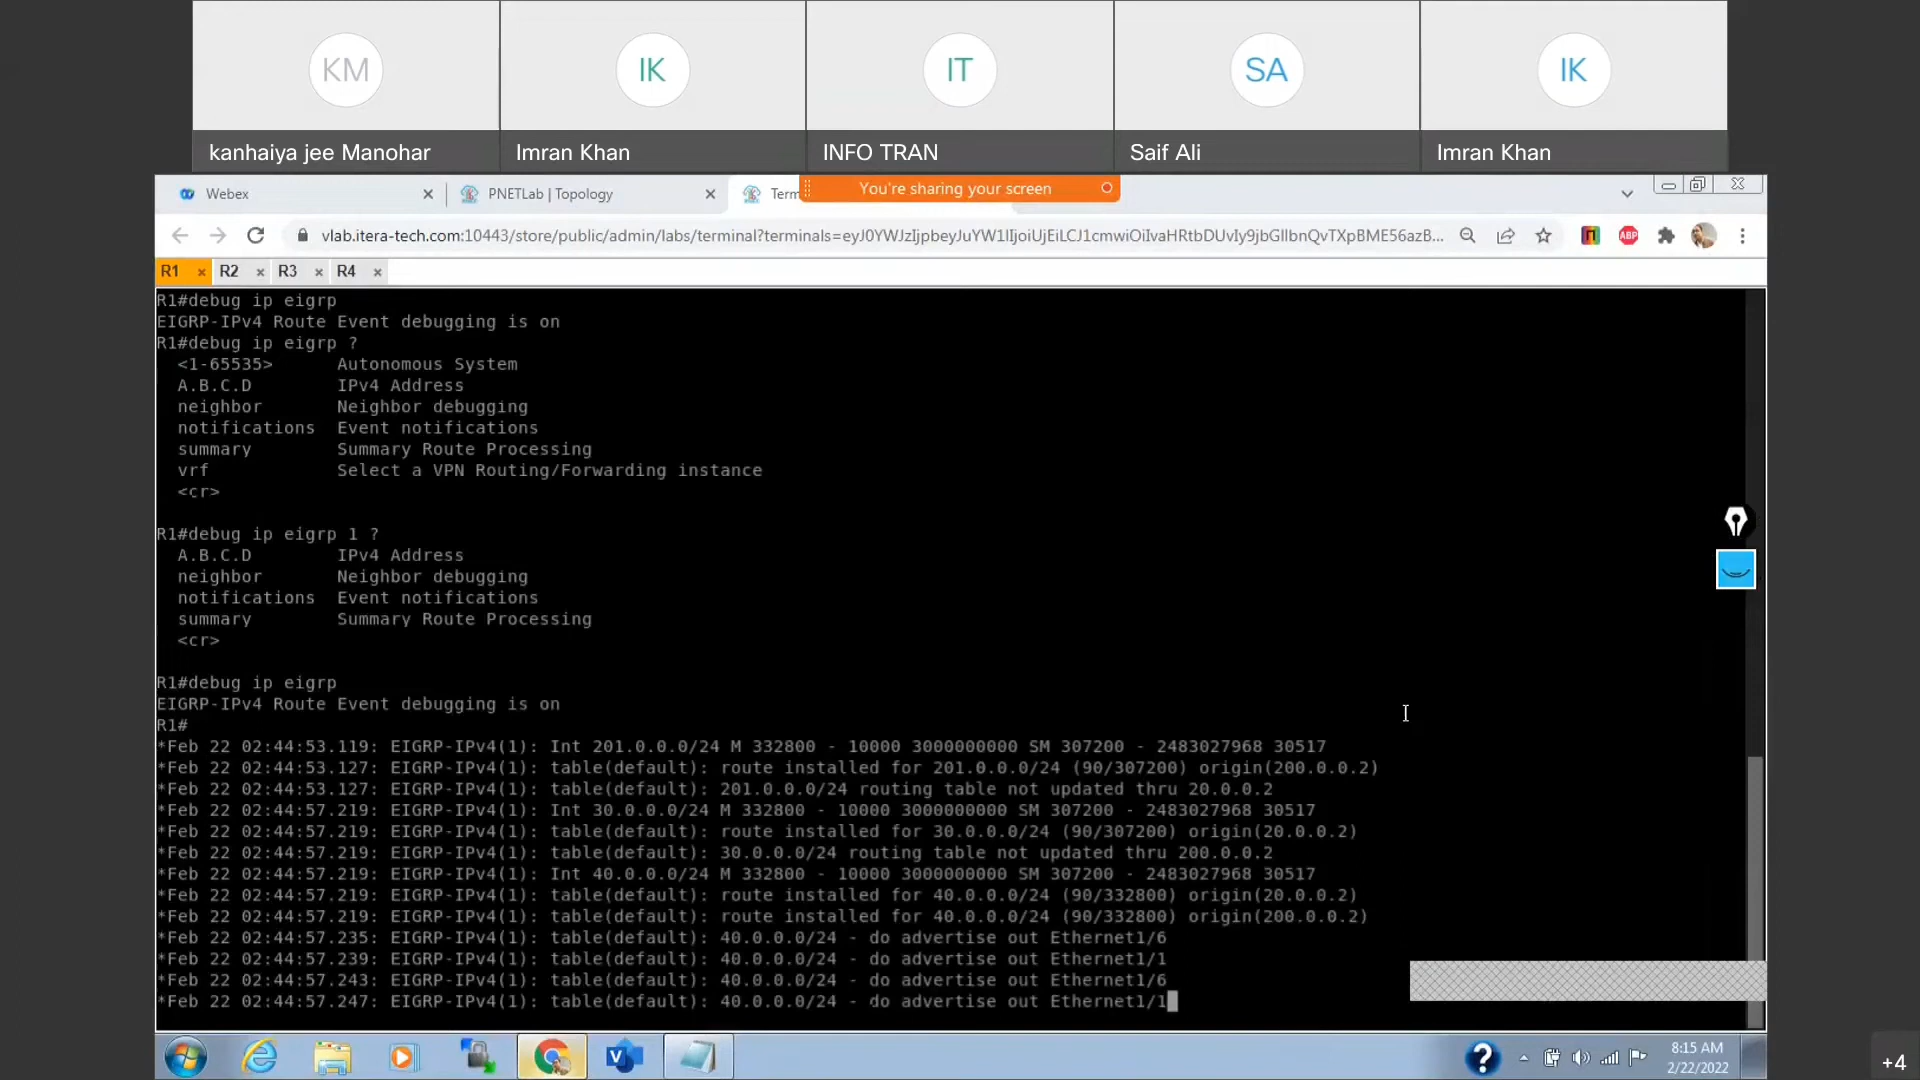 KM
IK
IT
SA
IK
kanhaiya jee Manohar
Imran Khan
INFO TRAN
Saif Ali
Imran Khan
Webex
PNETLab | Topology
Term
You're sharing your screen
vlab.itera-tech.com:10443/store/public/admin/labs/terminal?terminals=
ABP
R1 × R2 × R3 × R4 ×
R1#debug ip eigrp
EIGRP-IPv4 Route Event debugging is on
R1#debug ip eigrp ?
<1-65535> Autonomous System
A.B.C.D IPv4 Address
neighbor Neighbor debugging
notifications Event notifications
summary Summary Route Processing
vrf Select a VPN Routing/Forwarding instance
<cr>
R1#debug ip eigrp 1 ?
A.B.C.D IPv4 Address
neighbor Neighbor debugging
notifications Event notifications
summary Summary Route Processing
<cr>
R1#debug ip eigrp
EIGRP-IPv4 Route Event debugging is on
R1#
*Feb 22 02:44:53.119: EIGRP-IPv4(1): Int 201.0.0.0/24 M 332800 - 10000 3000000000 SM 307200 - 2483027968 30517
*Feb 22 02:44:53.127: EIGRP-IPv4(1): table(default): route installed for 201.0.0.0/24 (90/307200) origin(200.0.0.2)
*Feb 22 02:44:53.127: EIGRP-IPv4(1): table(default): 201.0.0.0/24 routing table not updated thru 20.0.0.2
*Feb 22 02:44:57.219: EIGRP-IPv4(1): Int 30.0.0.0/24 M 332800 - 10000 3000000000 SM 307200 - 2483027968 30517
*Feb 22 02:44:57.219: EIGRP-IPv4(1): table(default): route installed for 30.0.0.0/24 (90/307200) origin(20.0.0.2)
*Feb 22 02:44:57.219: EIGRP-IPv4(1): table(default): 30.0.0.0/24 routing table not updated thru 200.0.0.2
*Feb 22 02:44:57.219: EIGRP-IPv4(1): Int 40.0.0.0/24 M 332800 - 10000 3000000000 SM 307200 - 2483027968 30517
*Feb 22 02:44:57.219: EIGRP-IPv4(1): table(default): route installed for 40.0.0.0/24 (90/332800) origin(20.0.0.2)
*Feb 22 02:44:57.219: EIGRP-IPv4(1): table(default): route installed for 40.0.0.0/24 (90/332800) origin(200.0.0.2)
*Feb 22 02:44:57.235: EIGRP-IPv4(1): table(default): 40.0.0.0/24 - do advertise out Ethernet1/6
*Feb 22 02:44:57.239: EIGRP-IPv4(1): table(default): 40.0.0.0/24 - do advertise out Ethernet1/1
*Feb 22 02:44:57.243: EIGRP-IPv4(1): table(default): 40.0.0.0/24 - do advertise out Ethernet1/6
*Feb 22 02:44:57.247: EIGRP-IPv4(1): table(default): 40.0.0.0/24 - do advertise out Ethernet1/1
8:15 AM
2/22/2022
+4